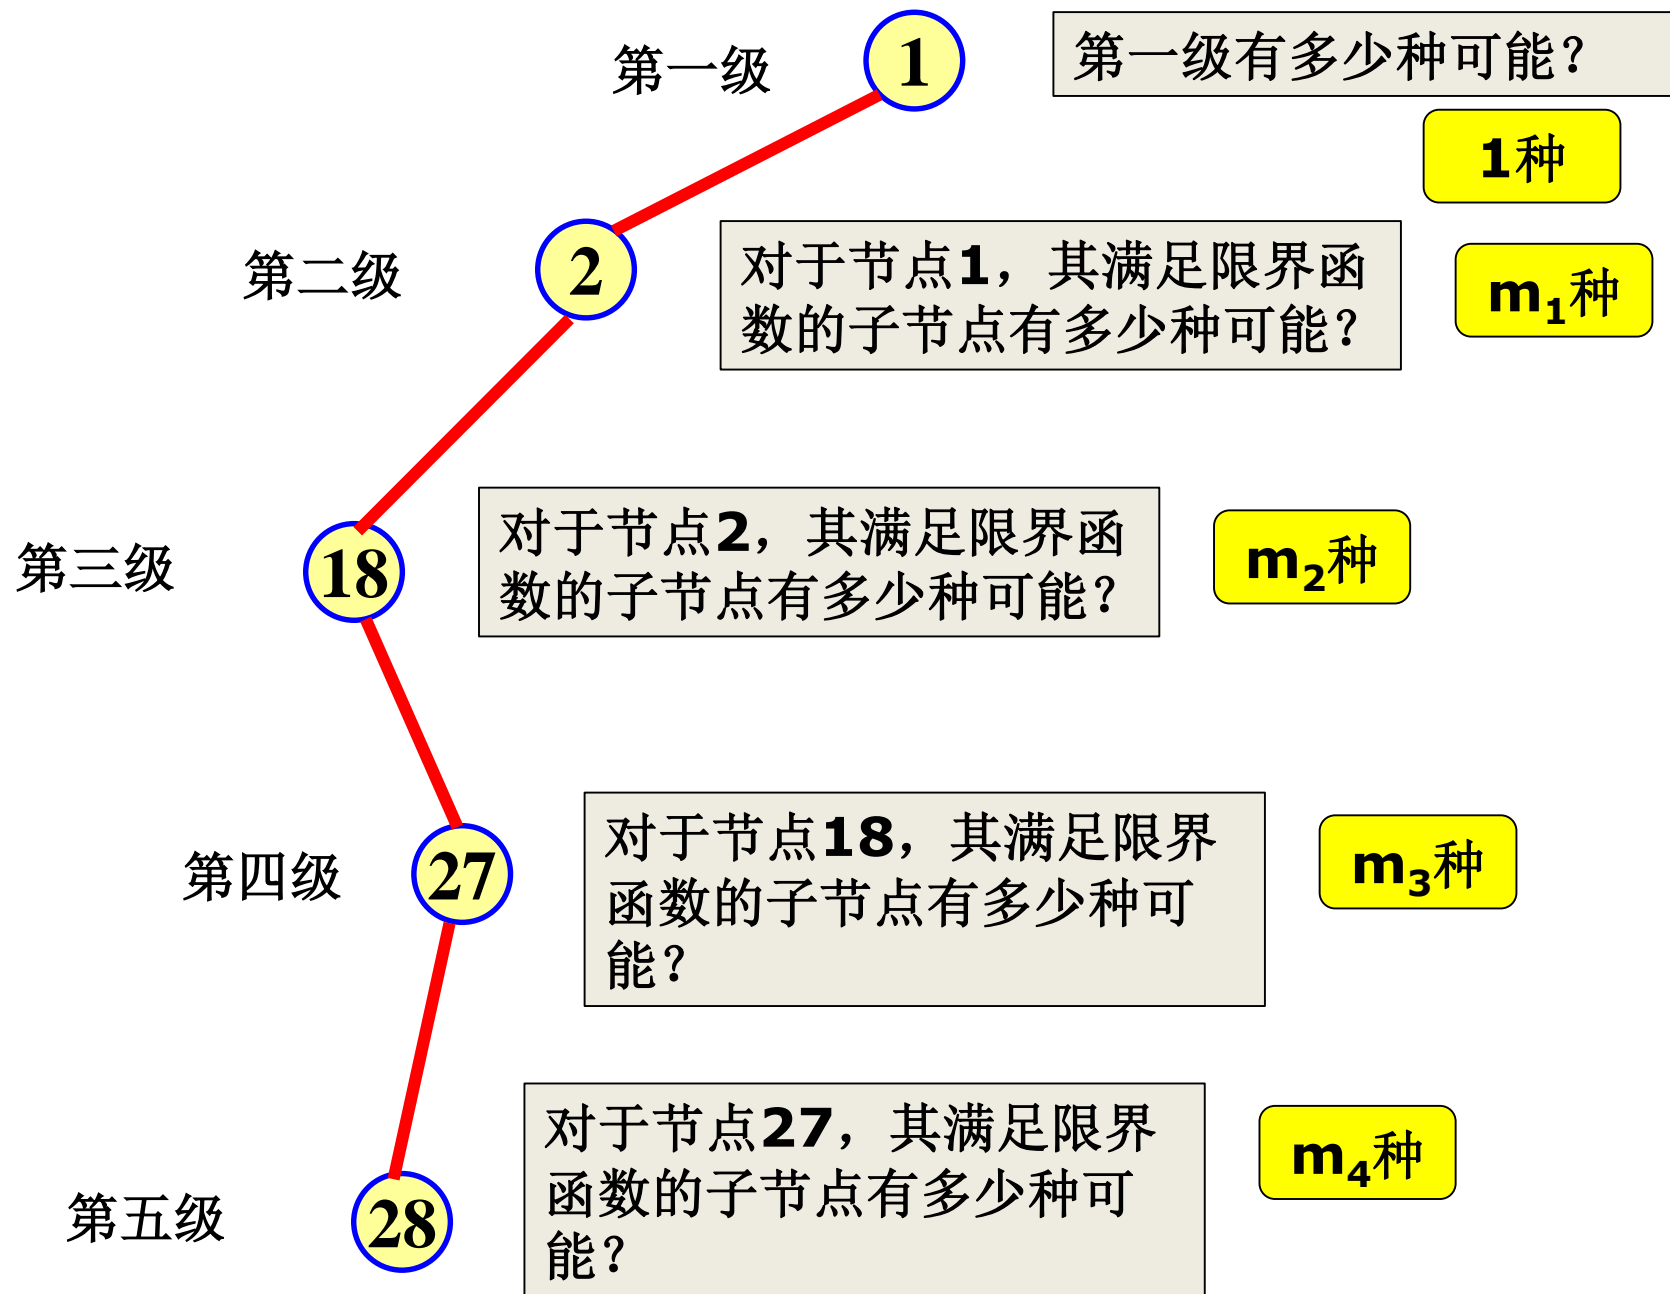 第一级
1
第一级有多少种可能？
1种
第二级
2
对于节点1，其满足限界函
数的子节点有多少种可能？
m₁种
第三级
18
对于节点2，其满足限界函
数的子节点有多少种可能？
m₂种
第四级
27
对于节点18，其满足限界
函数的子节点有多少种可
能？
m₃种
第五级
28
对于节点27，其满足限界
函数的子节点有多少种可
能？
m₄种